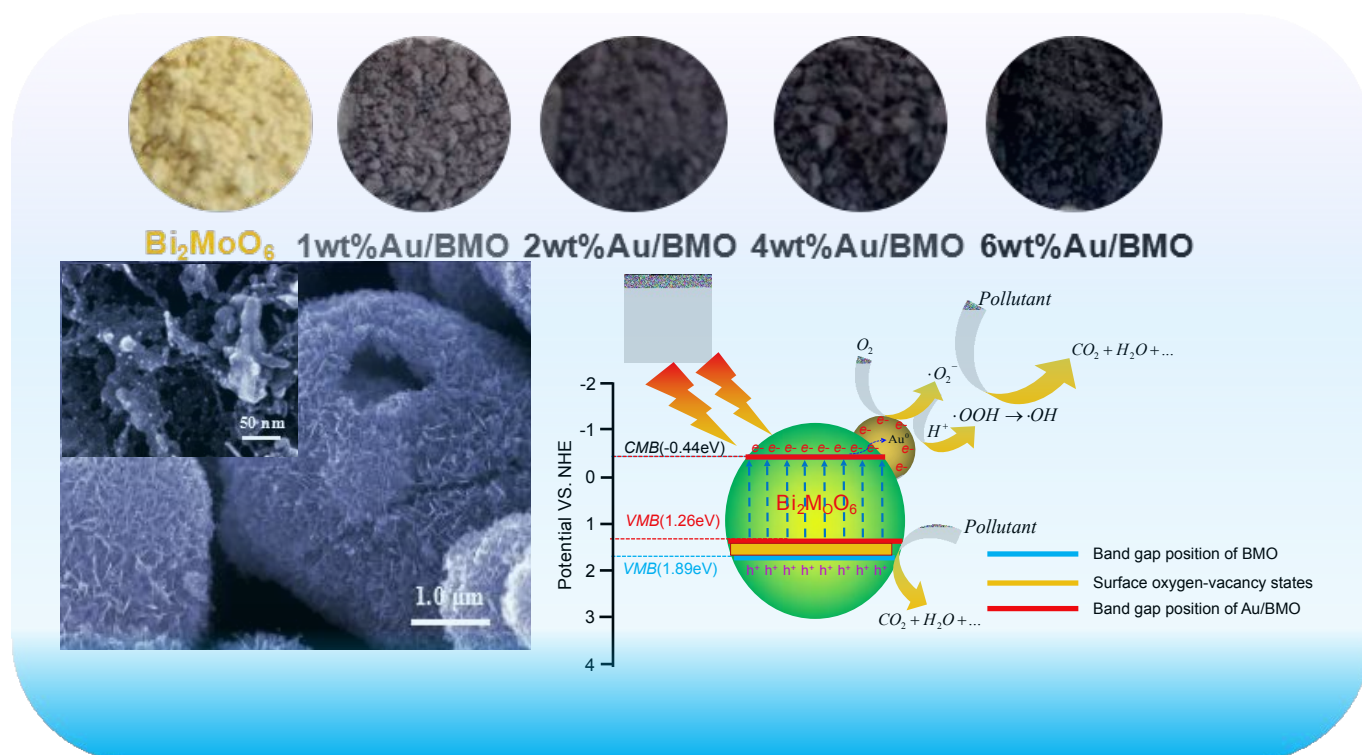 Bi₂MoO₆ 1wt%Au/BMO 2wt%Au/BMO 4wt%Au/BMO 6wt%Au/BMO
50 nm
1.0 μm
Potential VS. NHE
-2
-1
0
1
2
3
4
CMB(-0.44eV)
VMB(1.26eV)
VMB(1.89eV)
e- e- e- e- e- e- e- e-
Bi₂MoO₆
h⁺ h⁺ h⁺ h⁺ h⁺ h⁺ h⁺
e- e- e- e- e- e-
Au⁰
O₂
·O₂⁻
H⁺
·OOH → ·OH
Pollutant
CO₂ + H₂O + ...
Pollutant
CO₂ + H₂O + ...
Band gap position of BMO
Surface oxygen-vacancy states
Band gap position of Au/BMO